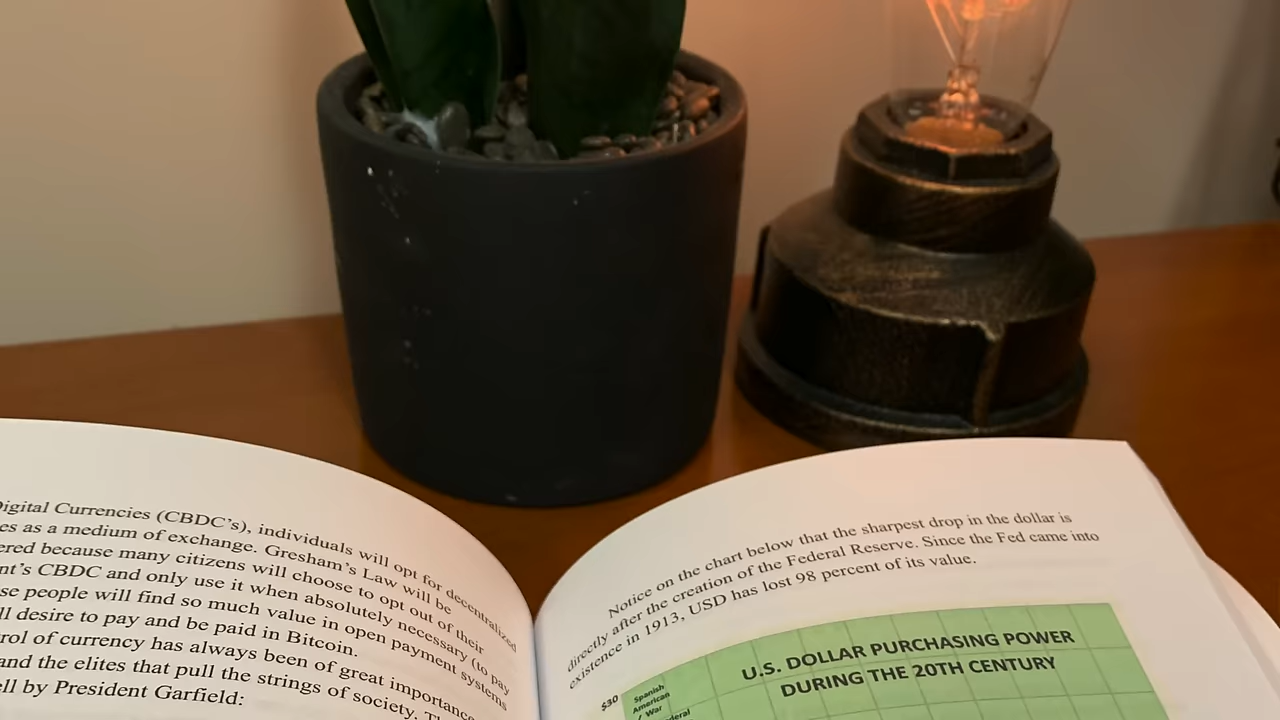 Digital Currencies (CBDC's), individuals will opt for decentralized
es as a medium of exchange. Gresham's Law will be
ered because many citizens will choose to opt out of their
nt's CBDC and only use it when absolutely necessary (to pay
se people will find so much value in open payment systems
ll desire to pay and be paid in Bitcoin.
rol of currency has always been of great importance
and the elites that pull the strings of society.
ell by President Garfield:
Notice on the chart below that the sharpest drop in the dollar is
directly after the creation of the Federal Reserve. Since the Fed came into
existence in 1913, USD has lost 98 percent of its value.
U.S. DOLLAR PURCHASING POWER
DURING THE 20TH CENTURY
$30
Spanish
American
War